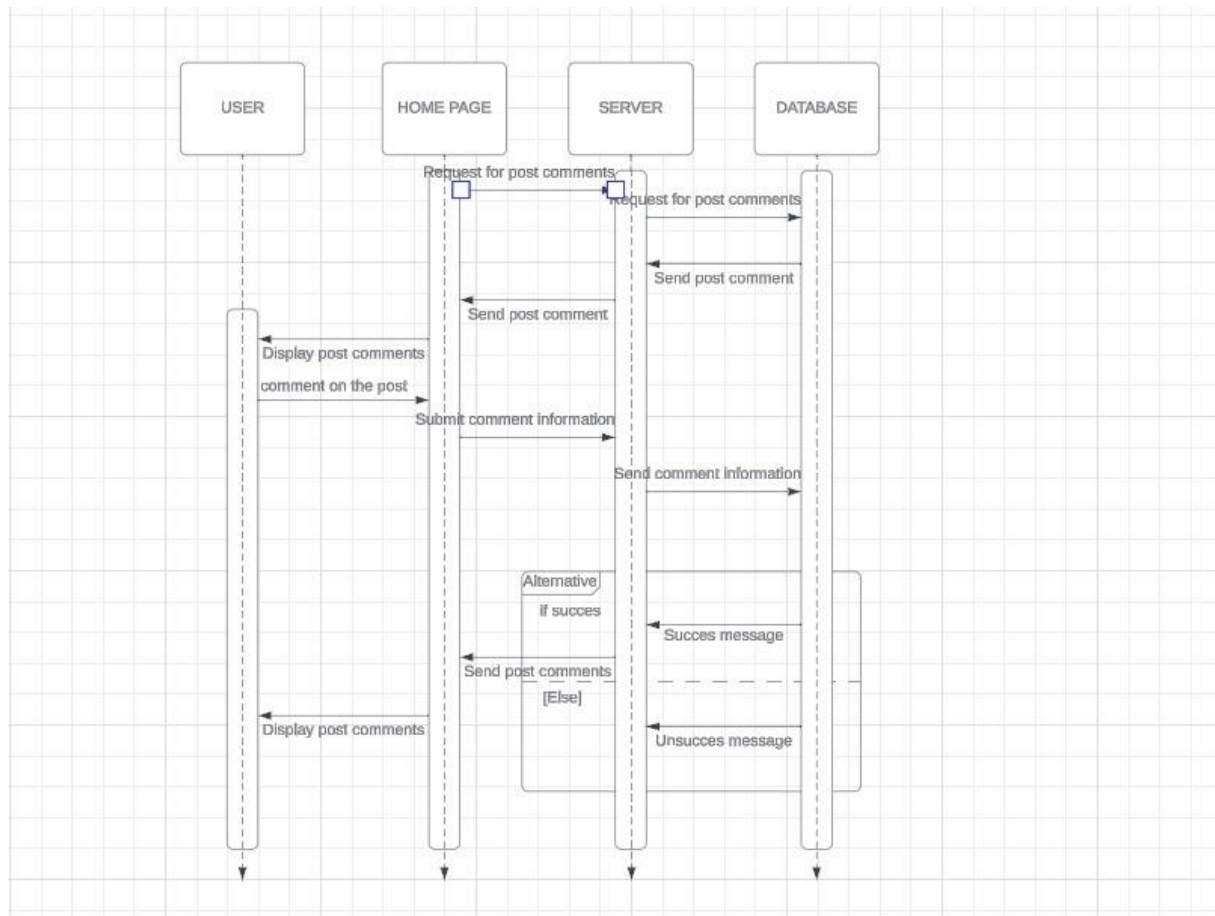 USER
HOME PAGE
SERVER
DATABASE
Request for post comments
Request for post comments
Send post comment
Send post comment
Display post comments
comment on the post
Submit comment information
Send comment information
Alternative
if succes
Succes message
Send post comments
[Else]
Display post comments
Unsucces message